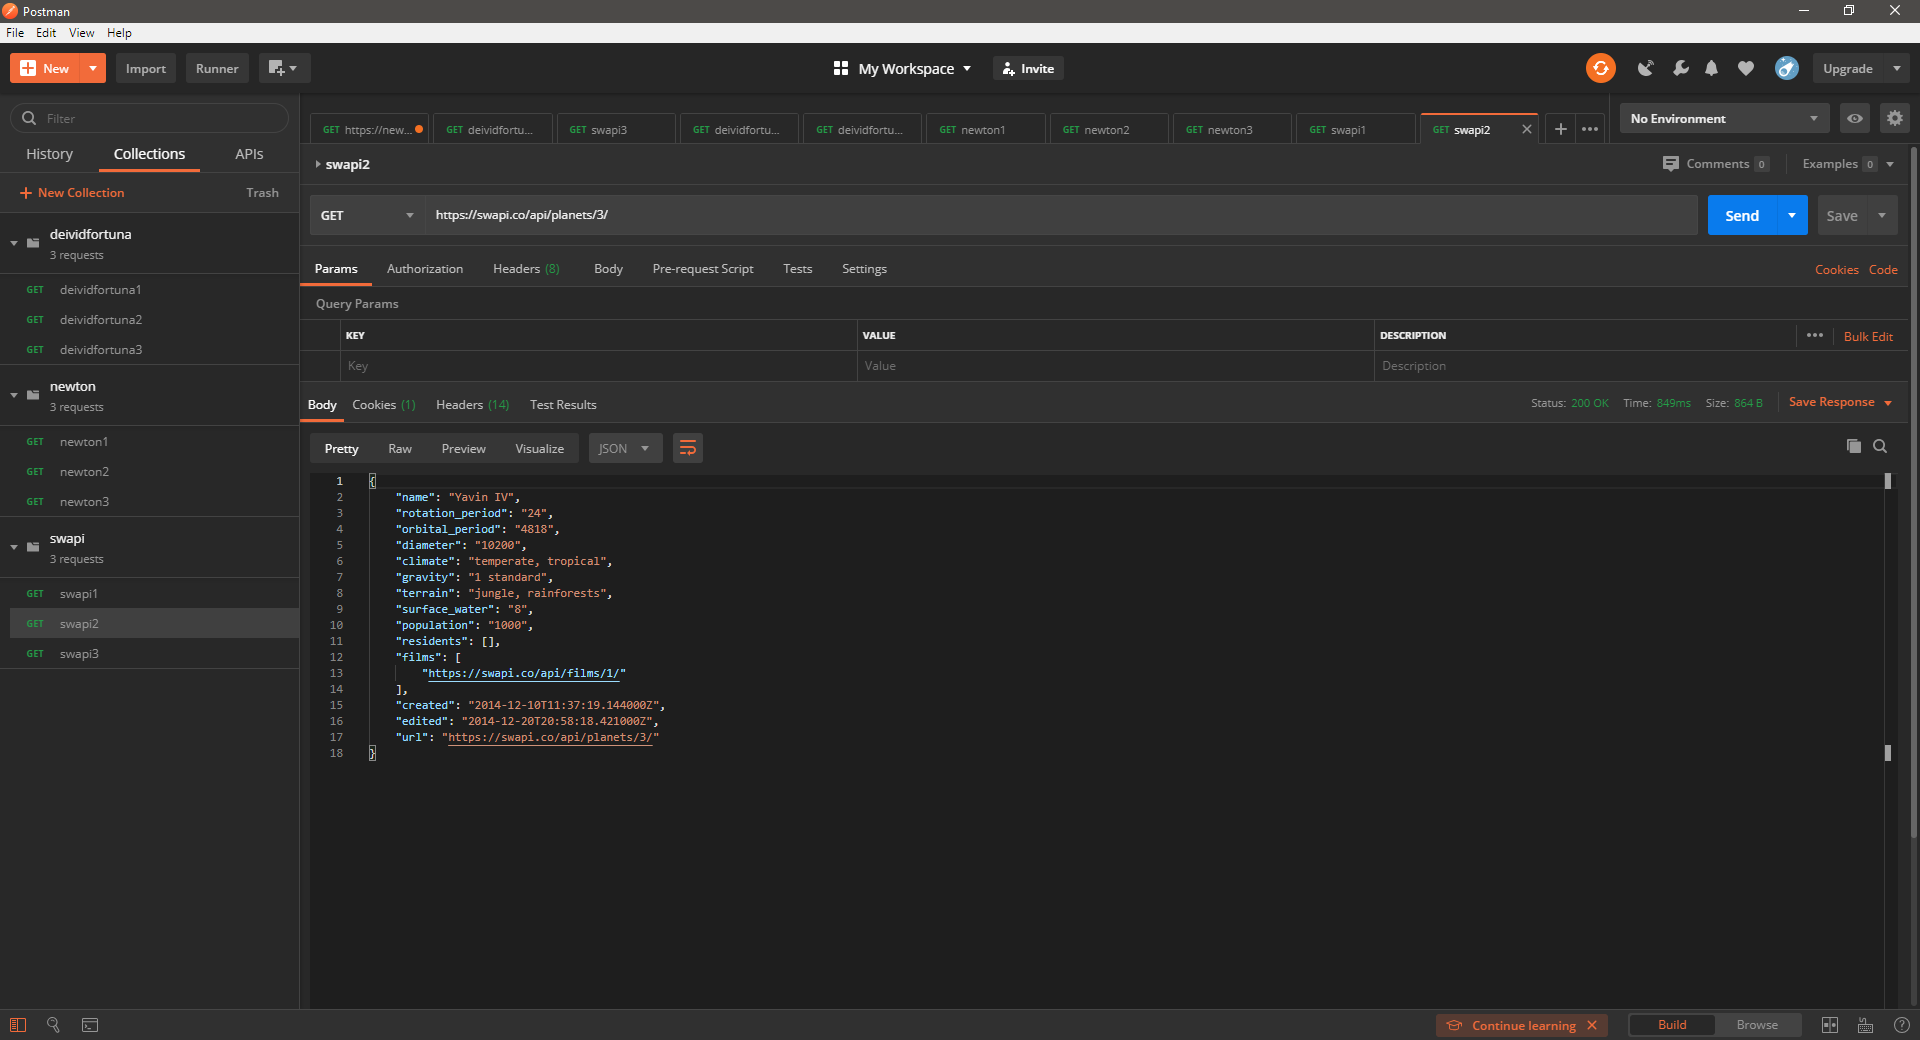 Postman
File Edit View Help
New Import Runner My Workspace Invite Upgrade
Filter
History Collections APIs
New Collection Trash
deividfortuna
3 requests
GET deividfortuna1
GET deividfortuna2
GET deividfortuna3
newton
3 requests
GET newton1
GET newton2
GET newton3
swapi
3 requests
GET swapi1
GET swapi2
GET swapi3
GET https://new... GET deividfortu... GET swapi3 GET deividfortu... GET deividfortu... GET newton1 GET newton2 GET newton3 GET swapi1 GET swapi2
No Environment
swapi2 Comments 0 Examples 0
GET https://swapi.co/api/planets/3/ Send Save
Params Authorization Headers (8) Body Pre-request Script Tests Settings Cookies Code
Query Params
KEY VALUE DESCRIPTION Bulk Edit
Key Value Description
Body Cookies (1) Headers (14) Test Results Status: 200 OK Time: 849ms Size: 864 B Save Response
Pretty Raw Preview Visualize JSON
1 {
2 "name": "Yavin IV",
3 "rotation_period": "24",
4 "orbital_period": "4818",
5 "diameter": "10200",
6 "climate": "temperate, tropical",
7 "gravity": "1 standard",
8 "terrain": "jungle, rainforests",
9 "surface_water": "8",
10 "population": "1000",
11 "residents": [],
12 "films": [
13 "https://swapi.co/api/films/1/"
14 ],
15 "created": "2014-12-10T11:37:19.144000Z",
16 "edited": "2014-12-20T20:58:18.421000Z",
17 "url": "https://swapi.co/api/planets/3/"
18 }
Continue learning Build Browse